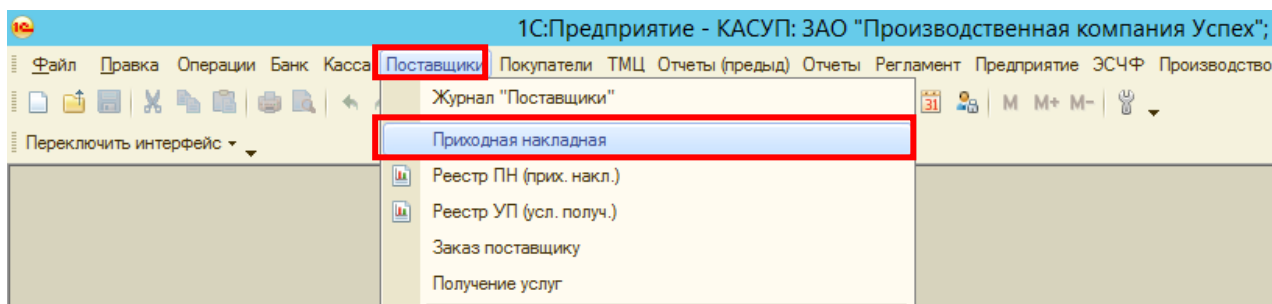 1С:Предприятие - КАСУП: ЗАО "Производственная компания Успех";
Файл Правка Операции Банк Касса Поставщики Покупатели ТМЦ Отчеты (предыд) Отчеты Регламент Предприятие ЭСЧФ Производство
Журнал "Поставщики"
31 M M+ M-
Переключить интерфейс
Приходная накладная
Реестр ПН (прих. накл.)
Реестр УП (усл. получ.)
Заказ поставщику
Получение услуг